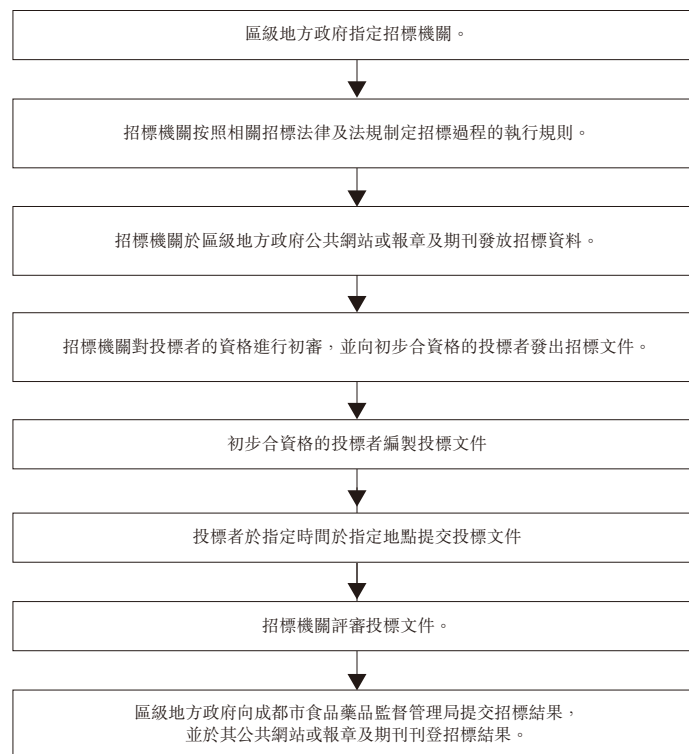 區級地方政府指定招標機關。
招標機關按照相關招標法律及法規制定招標過程的執行規則。
招標機關於區級地方政府公共網站或報章及期刊發放招標資料。
招標機關對投標者的資格進行初審，並向初步合資格的投標者發出招標文件。
初步合資格的投標者編製投標文件
投標者於指定時間於指定地點提交投標文件
招標機關評審投標文件。
區級地方政府向成都市食品藥品監督管理局提交招標結果，
並於其公共網站或報章及期刊刊登招標結果。